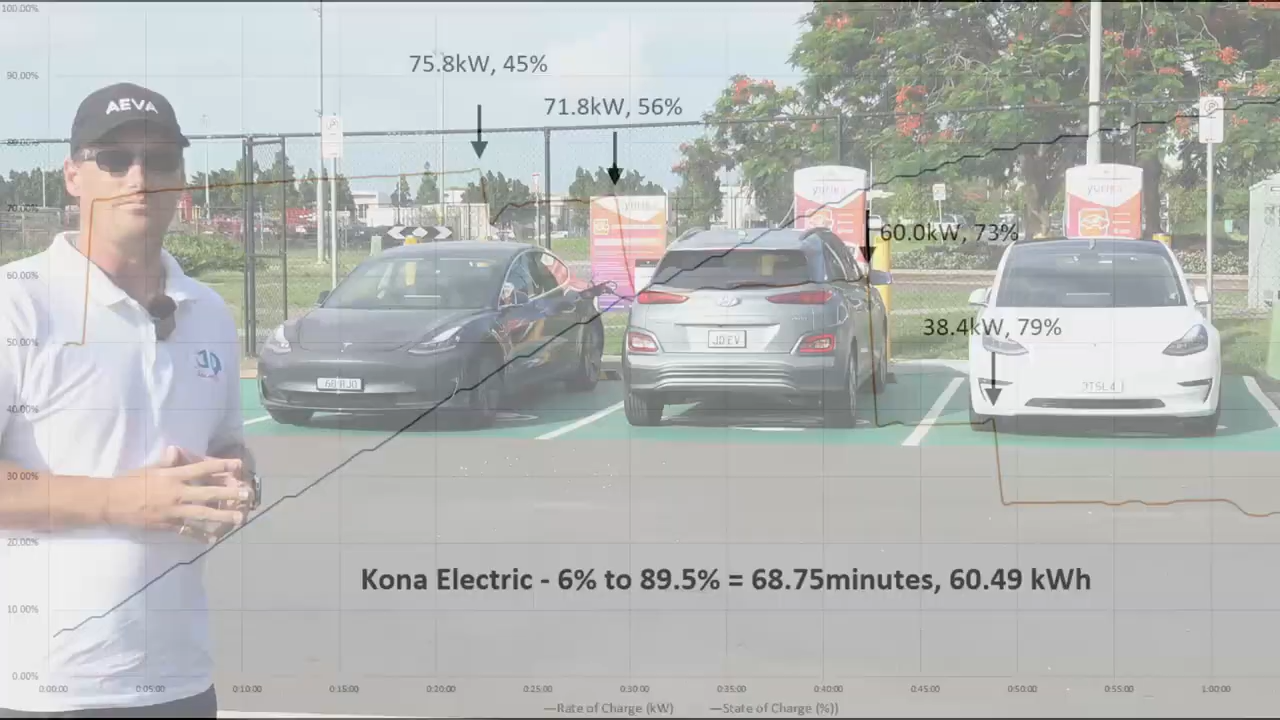 100.00%
90.00%
80.00%
70.00%
60.00%
50.00%
40.00%
30.00%
20.00%
10.00%
0.00%
75.8kW, 45%
71.8kW, 56%
60.0kW, 73%
38.4kW, 79%
AEVA
yurika
yurika
JD EV
Kona Electric - 6% to 89.5% = 68.75minutes, 60.49 kWh
0:00:00 0:05:00 0:10:00 0:15:00 0:20:00 0:25:00 0:30:00 0:35:00 0:40:00 0:45:00 0:50:00 0:55:00 1:00:00
Rate of Charge (kW) State of Charge (%))